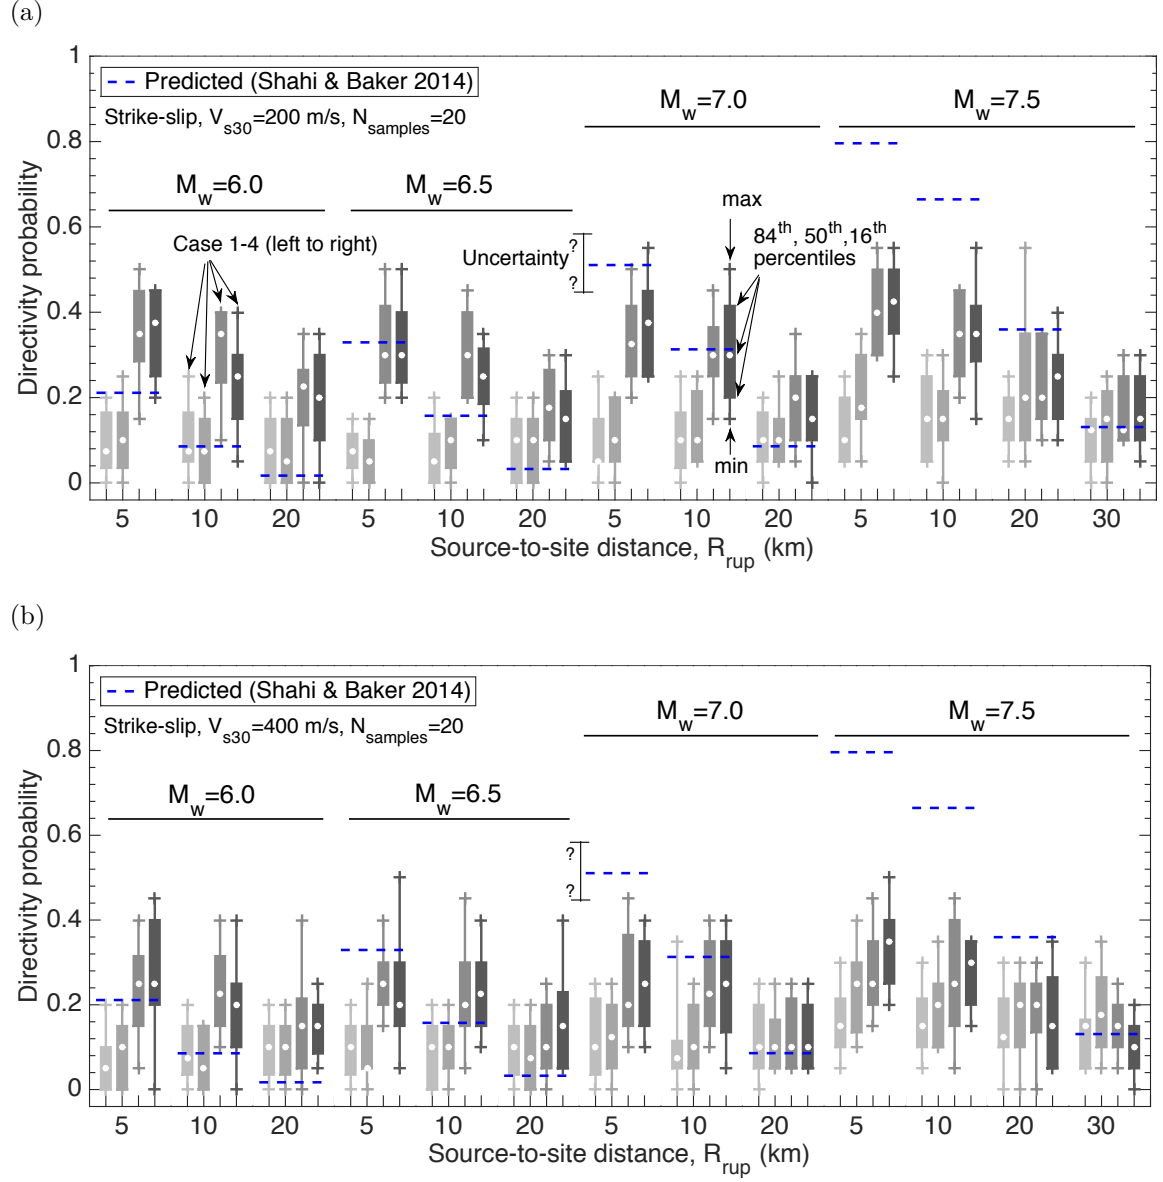 (a)
Predicted (Shahi & Baker 2014)
Strike-slip, Vs30=200 m/s, Nsamples=20
Mw=7.0
Mw=7.5
Mw=6.0
Mw=6.5
Case 1-4 (left to right)
Uncertainty
?
?
max
84th, 50th,16th
percentiles
min
1
0.8
0.6
0.4
0.2
0
Directivity probability
5 10 20 5 10 20 5 10 20 5 10 20 30
Source-to-site distance, Rrup (km)
(b)
Predicted (Shahi & Baker 2014)
Strike-slip, Vs30=400 m/s, Nsamples=20
Mw=7.0
Mw=7.5
Mw=6.0
Mw=6.5
?
?
1
0.8
0.6
0.4
0.2
0
Directivity probability
5 10 20 5 10 20 5 10 20 5 10 20 30
Source-to-site distance, Rrup (km)